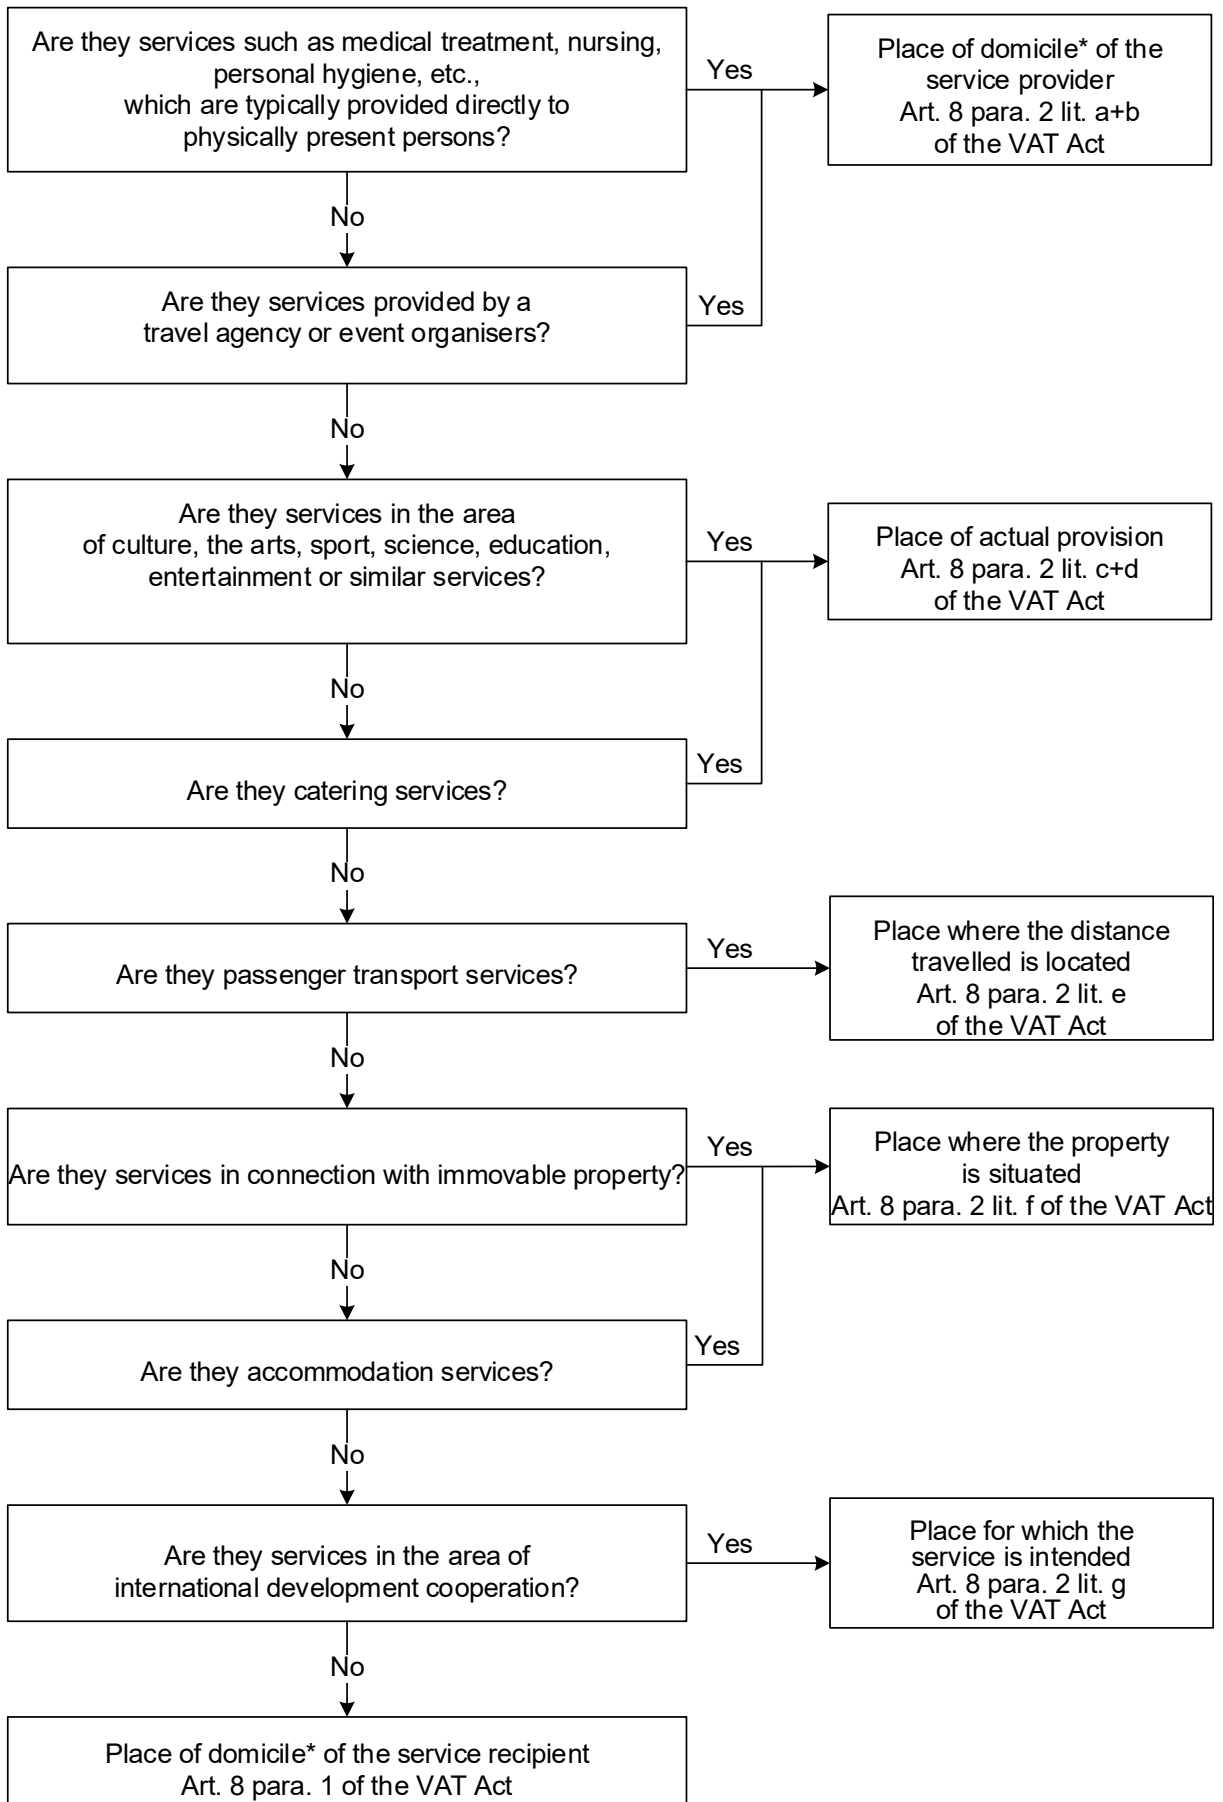 Are they services such as medical treatment, nursing,
personal hygiene, etc.,
which are typically provided directly to
physically present persons?
Yes
Place of domicile* of the
service provider
Art. 8 para. 2 lit. a+b
of the VAT Act
No
Are they services provided by a
travel agency or event organisers?
Yes
No
Are they services in the area
of culture, the arts, sport, science, education,
entertainment or similar services?
Yes
Place of actual provision
Art. 8 para. 2 lit. c+d
of the VAT Act
No
Are they catering services?
Yes
No
Are they passenger transport services?
Yes
Place where the distance
travelled is located
Art. 8 para. 2 lit. e
of the VAT Act
No
Are they services in connection with immovable property?
Yes
Place where the property
is situated
Art. 8 para. 2 lit. f of the VAT Act
No
Are they accommodation services?
Yes
No
Are they services in the area of
international development cooperation?
Yes
Place for which the
service is intended
Art. 8 para. 2 lit. g
of the VAT Act
No
Place of domicile* of the service recipient
Art. 8 para. 1 of the VAT Act